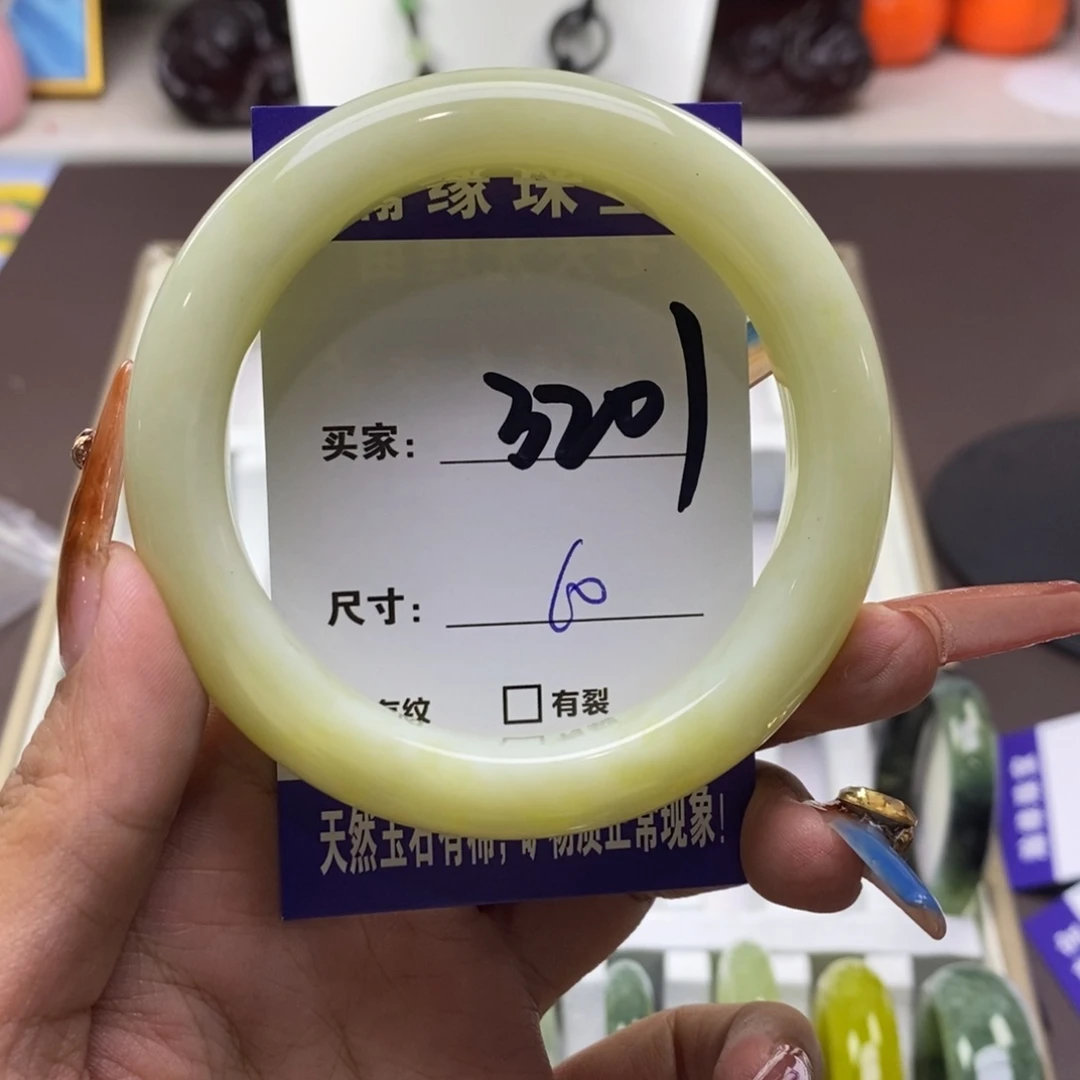 缘珠
买家: 3201
尺寸: 60
纹 □ 有裂
天然玉石有棉，矿物质正常现象!